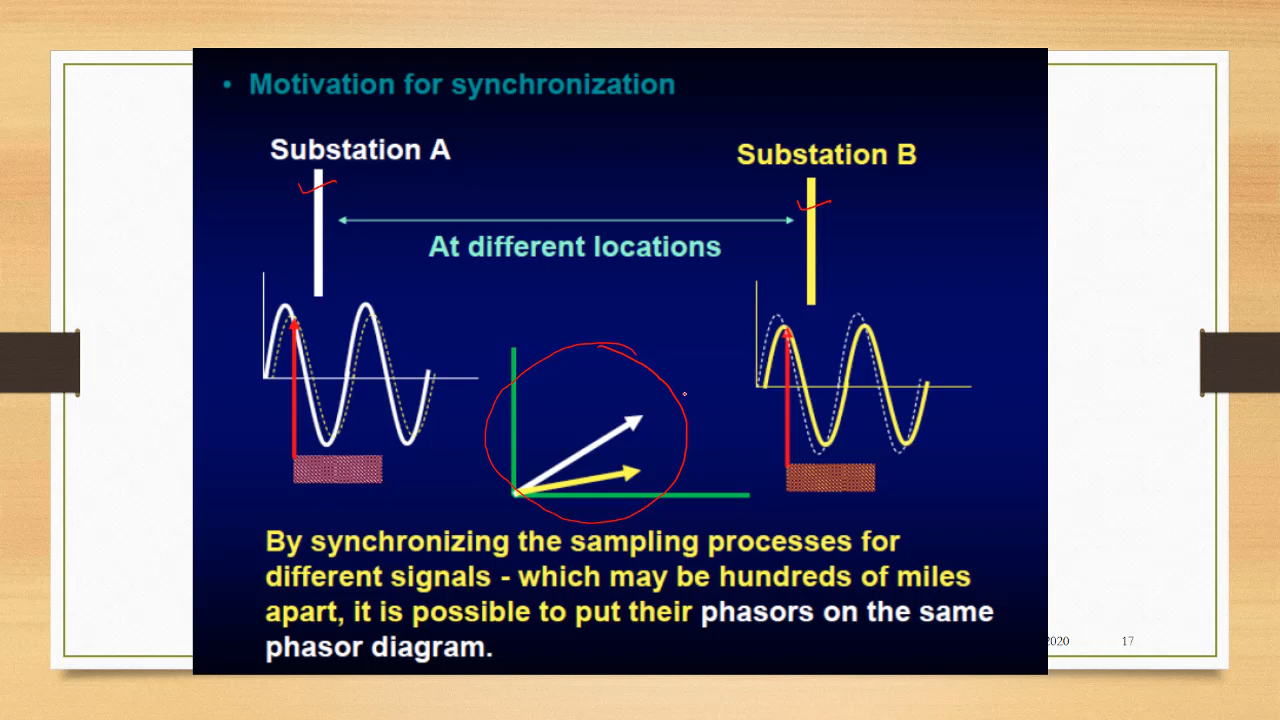 • Motivation for synchronization
Substation A
Substation B
At different locations
By synchronizing the sampling processes for
different signals - which may be hundreds of miles
apart, it is possible to put their phasors on the same
phasor diagram.
2020 17